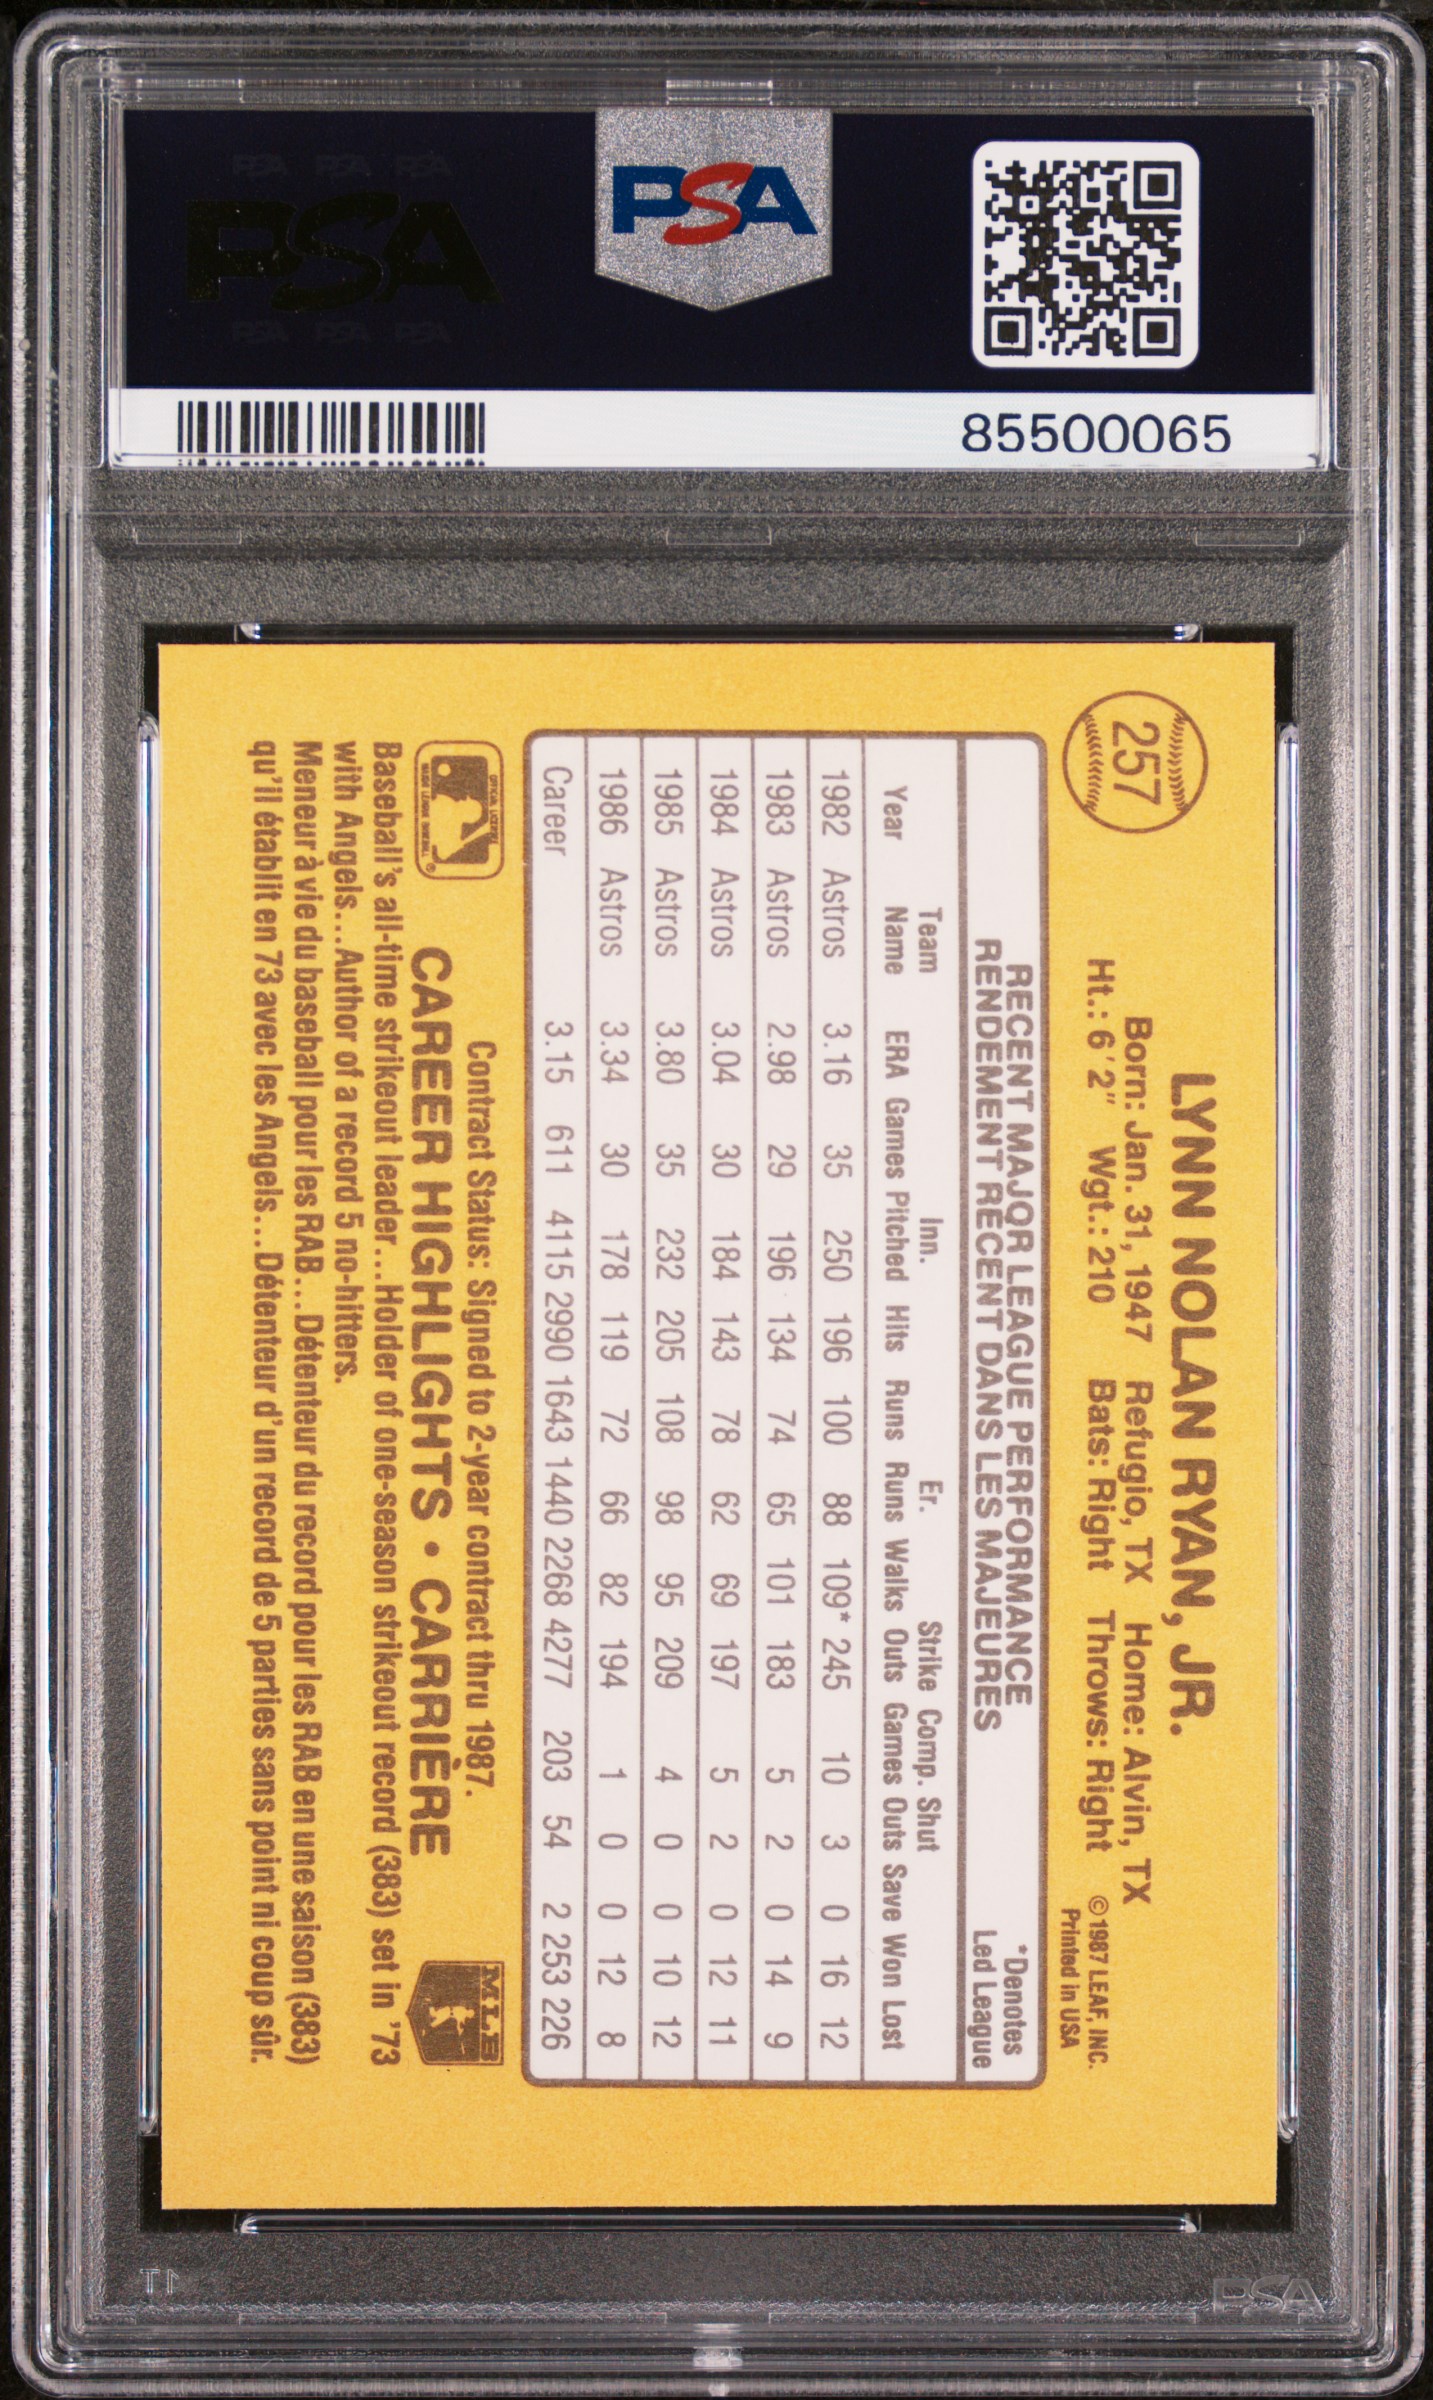 PSA PSA PSA
PSA
PSA PSA PSA
PSA
85500065
257
LYNN NOLAN RYAN, JR.
Born: Jan. 31, 1947 Refugio, TX Home: Alvin, TX
Ht.: 6′2″ Wgt.: 210 Bats: Right Throws: Right
©1987 LEAF, INC.
Printed in USA
RECENT MAJOR LEAGUE PERFORMANCE
RENDEMENT RÉCENT DANS LES MAJEURES
*Denotes
Led League
Team Inn. Er. Strike Comp. Shut
Year Name ERA Games Pitched Hits Runs Runs Walks Outs Games Outs Save Won Lost
1982 Astros 3.16 35 250 196 100 88 109* 245 10 3 0 16 12
1983 Astros 2.98 29 196 134 74 65 101 183 5 2 0 14 9
1984 Astros 3.04 30 184 143 78 62 69 197 5 2 0 12 11
1985 Astros 3.80 35 232 205 108 98 95 209 4 0 0 10 12
1986 Astros 3.34 30 178 119 72 66 82 194 1 0 0 12 8
Career 3.15 611 4115 2990 1643 1440 2268 4277 203 54 2 253 226
Contract Status: Signed to 2-year contract thru 1987.
CAREER HIGHLIGHTS • CARRIÈRE
MLB
Baseball's all-time strikeout leader...Holder of one-season strikeout record (383) set in '73
with Angels...Author of a record 5 no-hitters.
Meneur à vie du baseball pour les RAB...Détenteur du record pour les RAB en une saison (383)
qu'il établit en 73 avec les Angels...Détenteur d'un record de 5 parties sans point ni coup sûr.
PSA